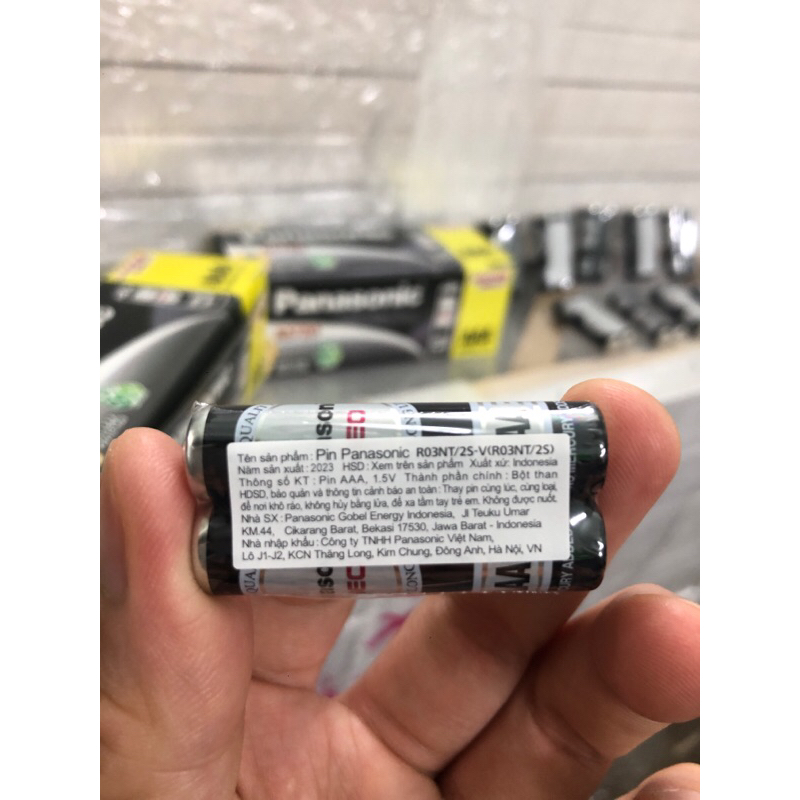 Panasonic
Tên sản phẩm: Pin Panasonic R03NT/2S-V(R03NT/2S)
Năm sản xuất: 2023 HSD: Xem trên sản phẩm Xuất xứ: Indonesia
Thông số KT: Pin AAA, 1.5V Thành phần chính: Bột than
HDSD, bảo quản và thông tin cảnh báo an toàn: Thay pin cùng lúc, cùng loại,
để nơi khô ráo, không hủy bằng lửa, để xa tầm tay trẻ em. Không được nuốt.
Nhà SX: Panasonic Gobel Energy Indonesia, Jl Teuku Umar
KM.44, Cikarang Barat, Bekasi 17530, Jawa Barat - Indonesia
Nhà nhập khẩu: Công ty TNHH Panasonic Việt Nam,
Lô J1-J2, KCN Thăng Long, Kim Chung, Đông Anh, Hà Nội, VN